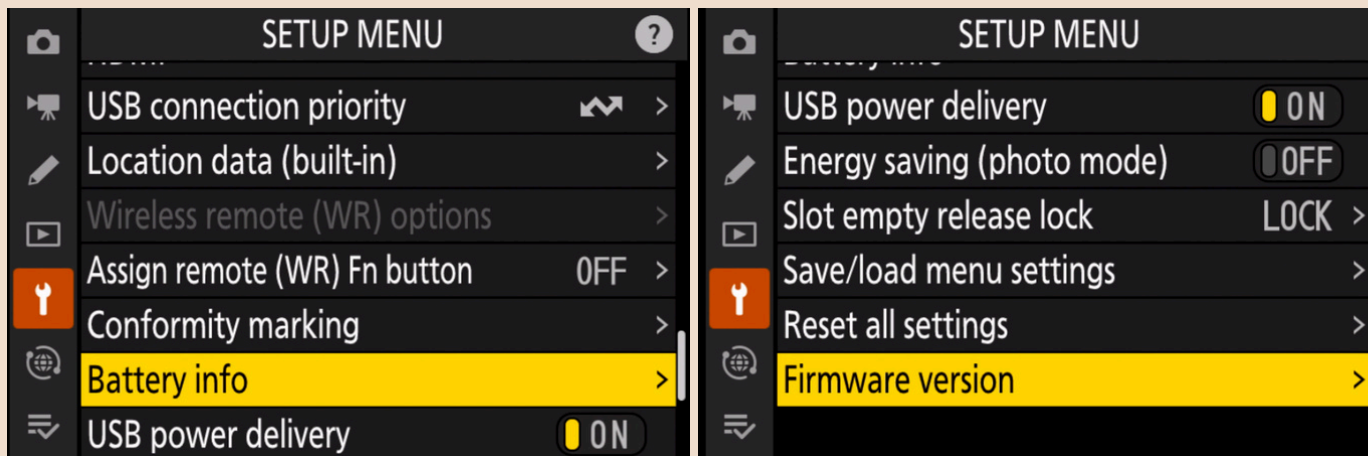 SETUP MENU ?
USB connection priority >
Location data (built-in) >
Wireless remote (WR) options >
Assign remote (WR) Fn button OFF >
Conformity marking >
Battery info >
USB power delivery ON
SETUP MENU
Battery info
USB power delivery ON
Energy saving (photo mode) OFF
Slot empty release lock LOCK >
Save/load menu settings >
Reset all settings >
Firmware version >